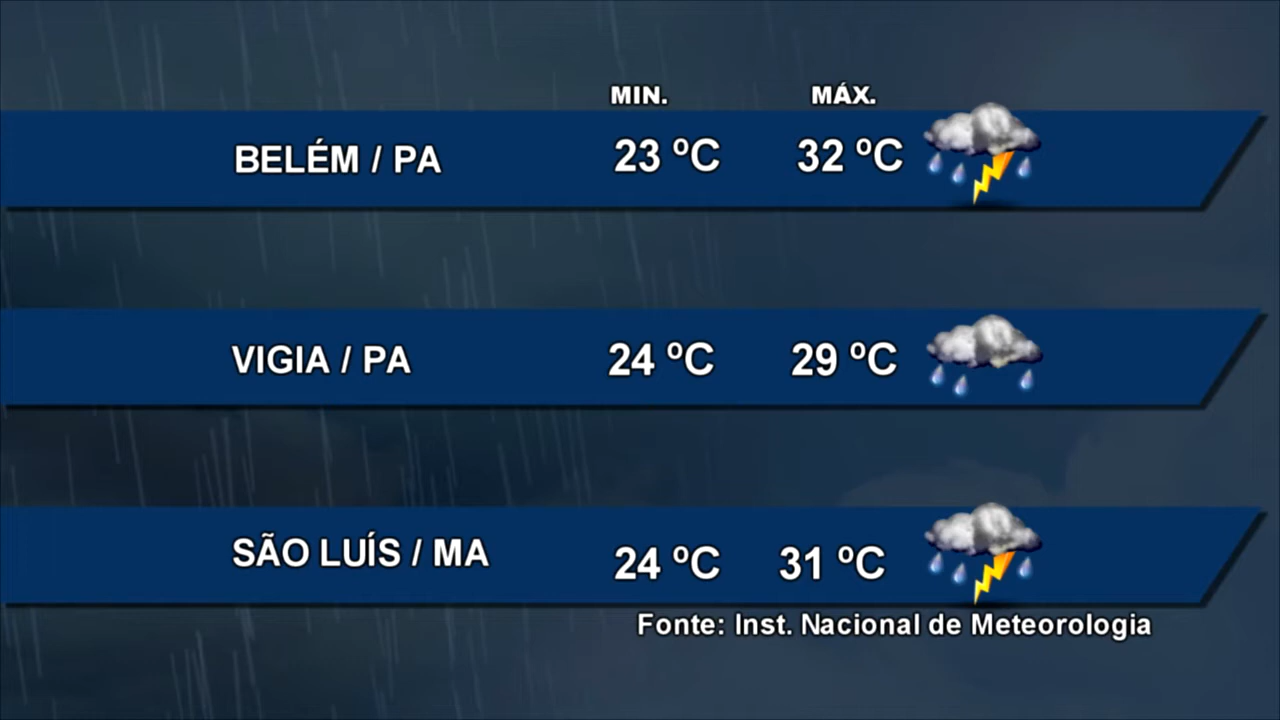 MIN. MÁX.
BELÉM / PA 23 ºC 32 ºC
VIGIA / PA 24 ºC 29 ºC
SÃO LUÍS / MA 24 ºC 31 ºC
Fonte: Inst. Nacional de Meteorologia